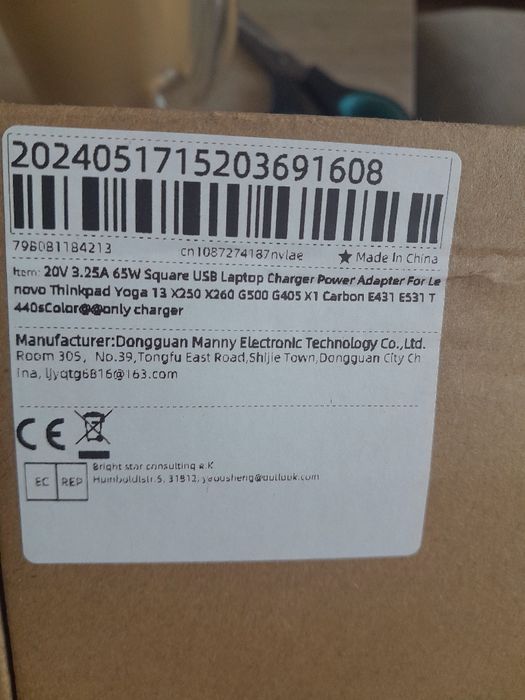 2024051715203691608
798081184213 cn1087274187nvlae ★ Made In China
Item: 20V 3.25A 65W Square USB Laptop Charger Power Adapter For Le
novo Thinkpad Yoga 13 X250 X260 G500 G405 X1 Carbon E431 E531 T
440sColor@@only charger
Manufacturer:Dongguan Manny Electronic Technology Co.,Ltd.
Room 305, No.39,Tongfu East Road,Shijie Town,Dongguan City Ch
ina, ljyqtg6816@163.com
CE
EC REP
Bright star consulting e.K
Humboldtstr.5, 31812, yaousheng@outlook.com